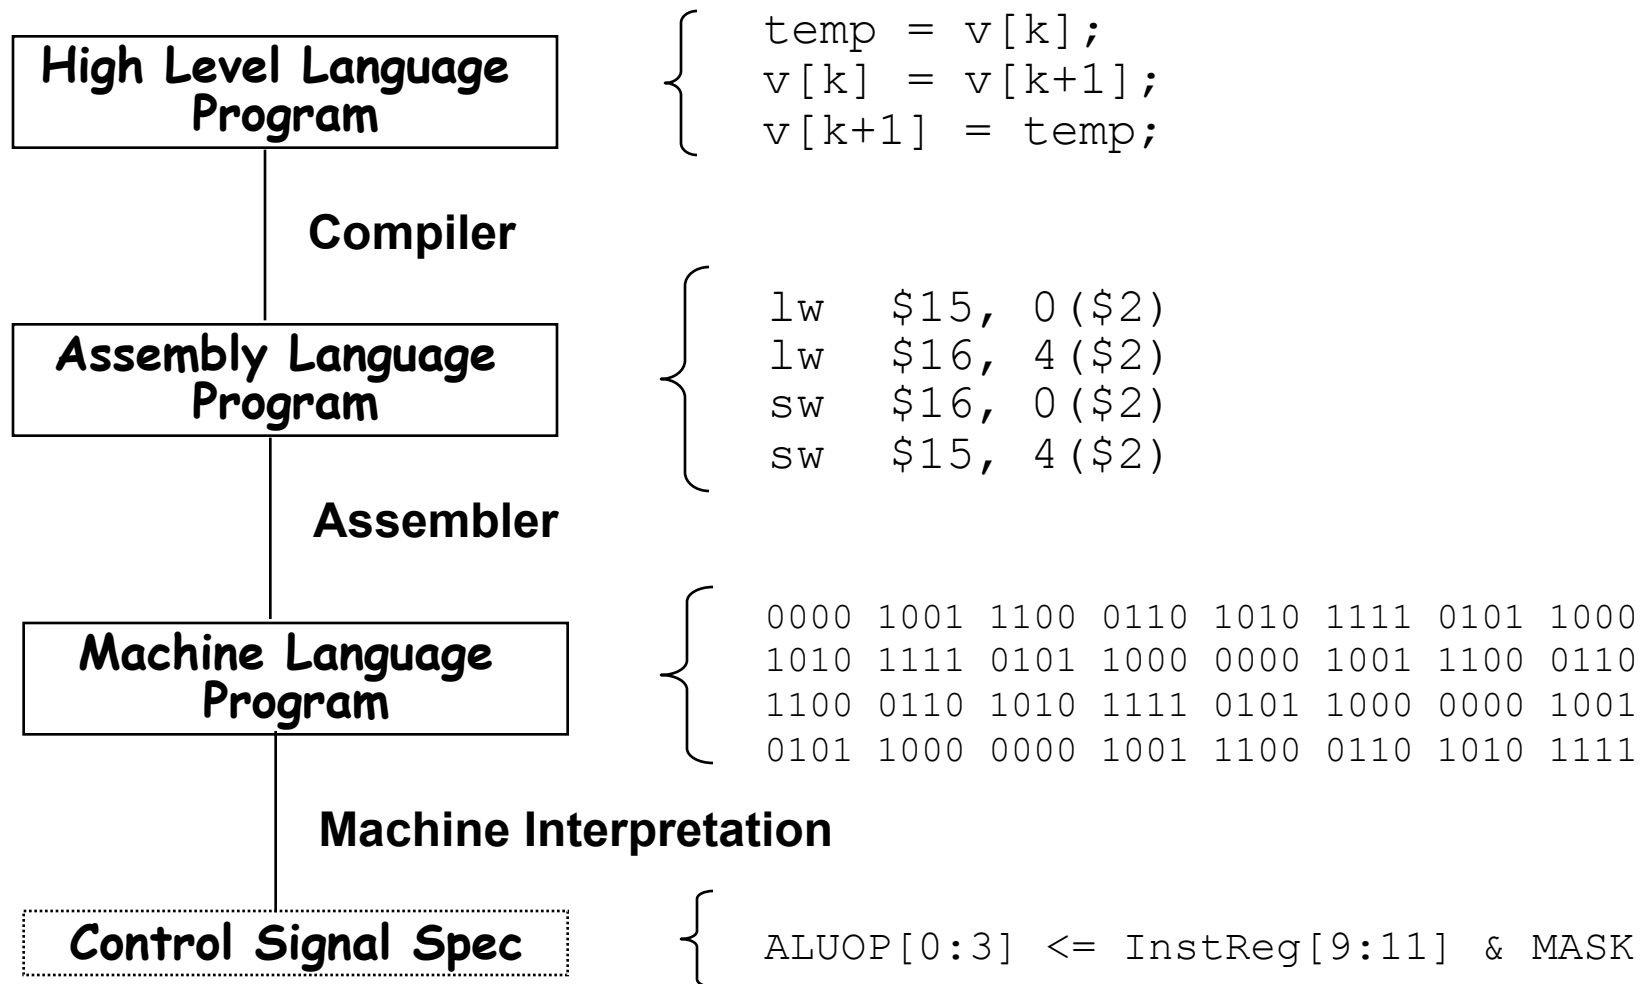 High Level Language
Program
temp = v[k];
v[k] = v[k+1];
v[k+1] = temp;
Compiler
Assembly Language
Program
lw $15, 0($2)
lw $16, 4($2)
sw $16, 0($2)
sw $15, 4($2)
Assembler
Machine Language
Program
0000 1001 1100 0110 1010 1111 0101 1000
1010 1111 0101 1000 0000 1001 1100 0110
1100 0110 1010 1111 0101 1000 0000 1001
0101 1000 0000 1001 1100 0110 1010 1111
Machine Interpretation
Control Signal Spec
ALUOP[0:3] <= InstReg[9:11] & MASK